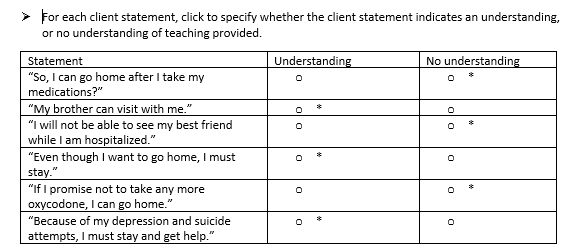 ➤ For each client statement, click to specify whether the client statement indicates an understanding,
or no understanding of teaching provided.
Statement Understanding No understanding
"So, I can go home after I take my o o *
medications?"
"My brother can visit with me." o * o
"I will not be able to see my best friend o o *
while I am hospitalized."
"Even though I want to go home, I must o * o
stay."
"If I promise not to take any more o o *
oxycodone, I can go home."
"Because of my depression and suicide o * o
attempts, I must stay and get help."